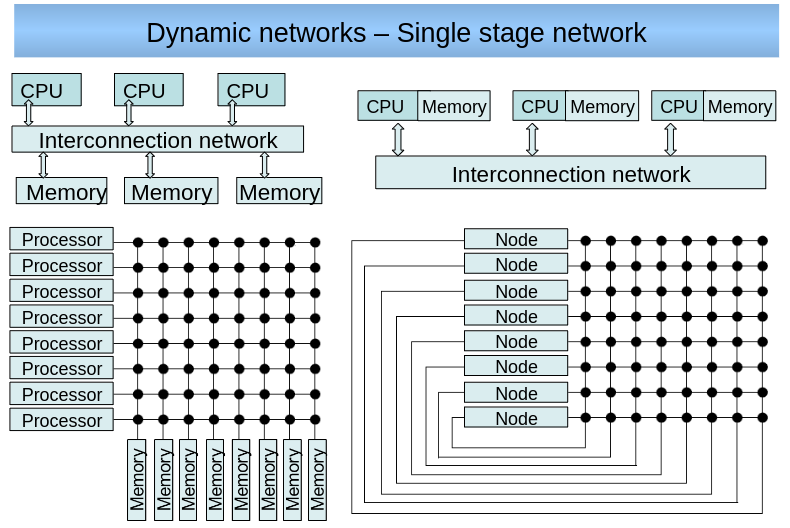 Dynamic networks – Single stage network
CPU CPU CPU
Interconnection network
Memory Memory Memory
CPU Memory CPU Memory CPU Memory
Interconnection network
Processor
Processor
Processor
Processor
Processor
Processor
Processor
Processor
Memory Memory Memory Memory Memory Memory Memory Memory
Node
Node
Node
Node
Node
Node
Node
Node